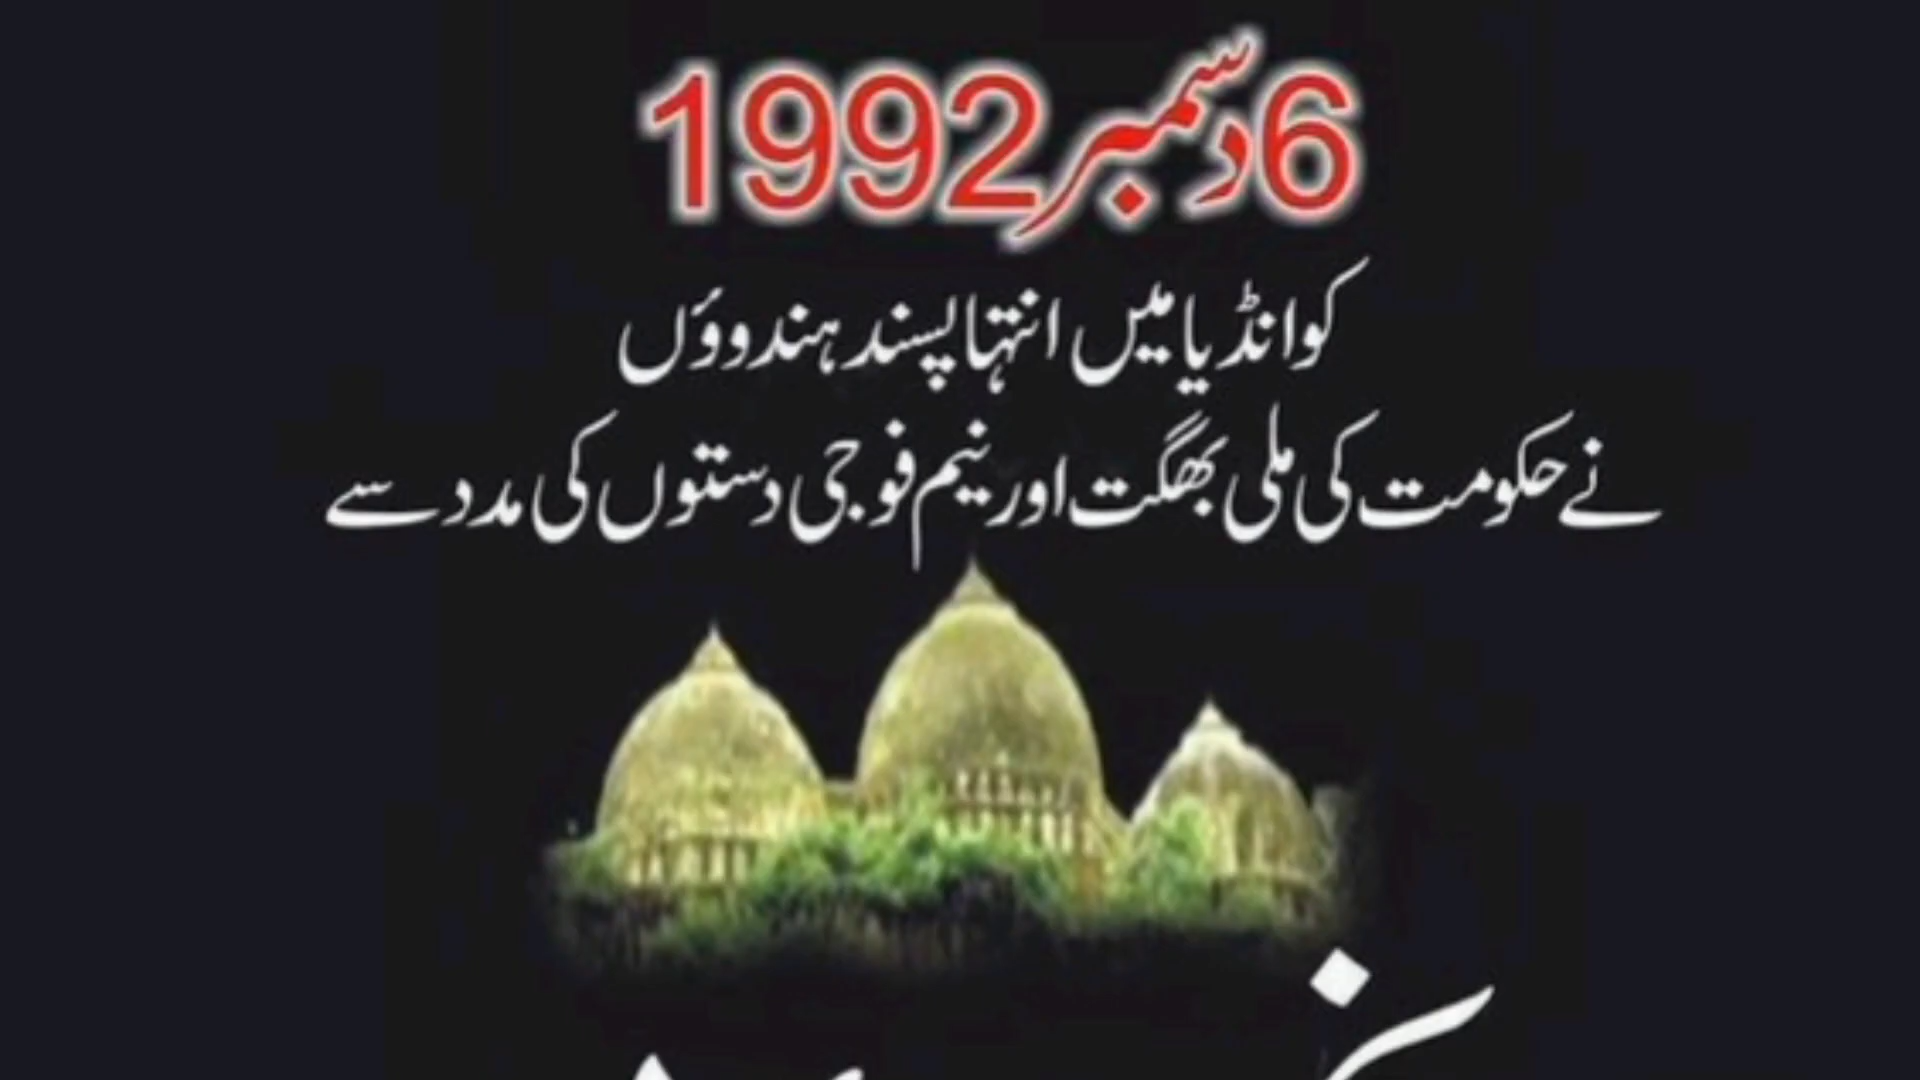 6 دسمبر 1992
کو انڈیا میں انتہا پسند ہندوؤں
نے حکومت کی ملی بھگت اور نیم فوجی دستوں کی مدد سے